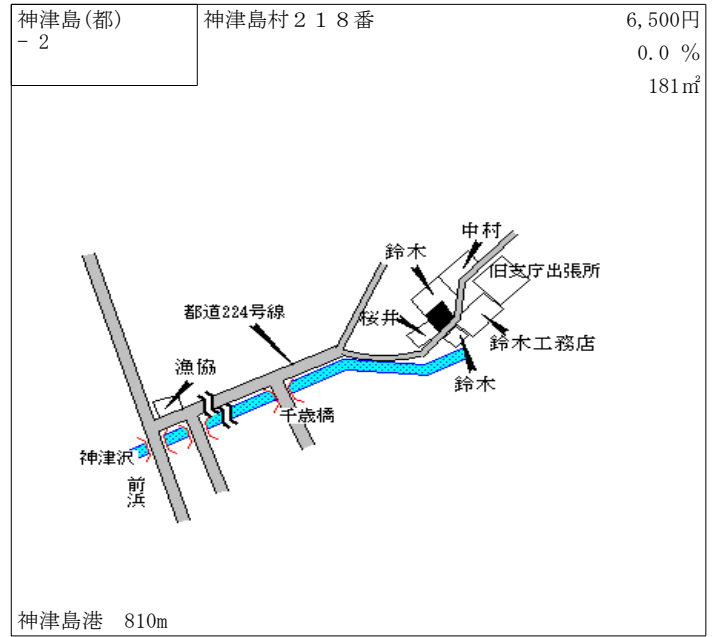 神津島(都)
－２
神津島村２１８番
6,500円
0.0 %
181㎡
中村
鈴木
旧支庁出張所
桜井
都道224号線
鈴木工務店
漁協
鈴木
千歳橋
神津沢
前浜
神津島港　810m